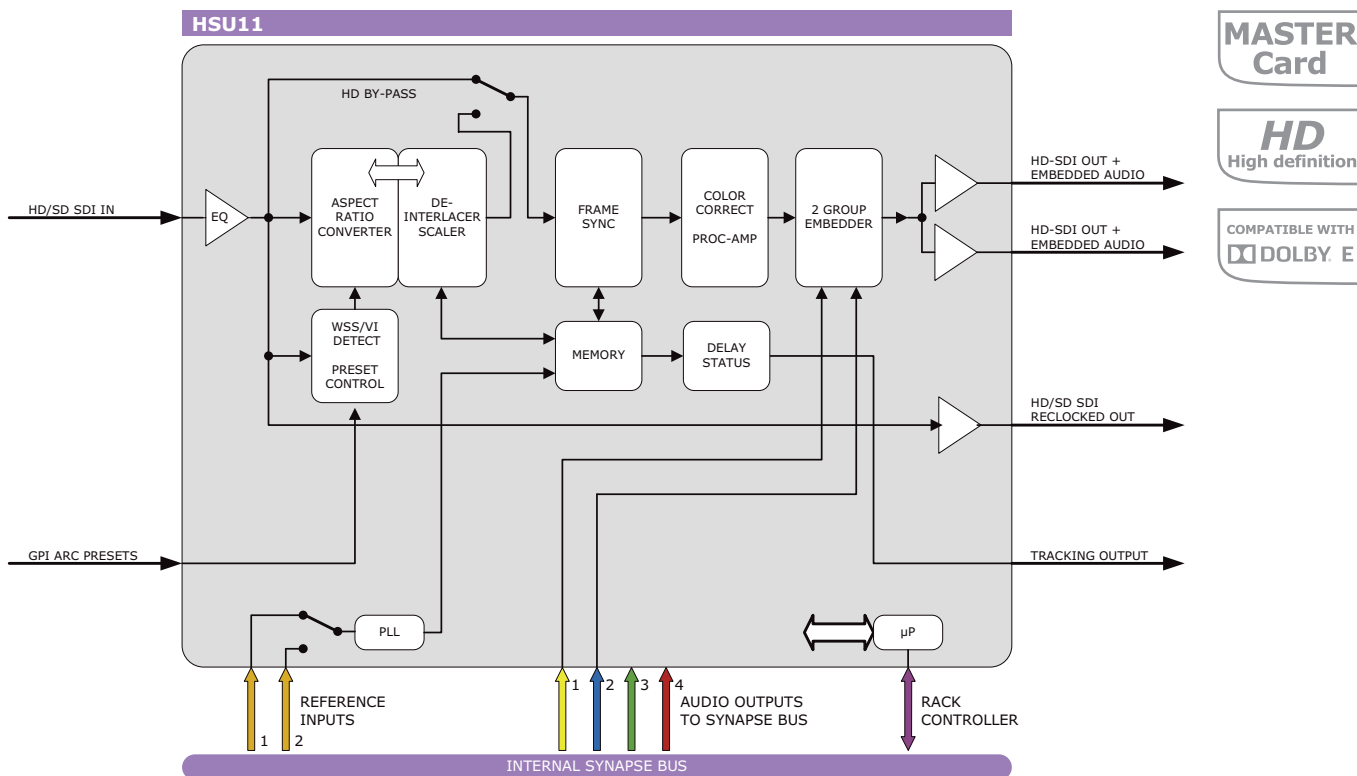 HSU11
MASTER
Card
HD BY-PASS
HD
High definition
HD/SD SDI IN
EQ
ASPECT
RATIO
CONVERTER
DE-
INTERLACER
SCALER
FRAME
SYNC
COLOR
CORRECT
PROC-AMP
2 GROUP
EMBEDDER
HD-SDI OUT +
EMBEDDED AUDIO
HD-SDI OUT +
EMBEDDED AUDIO
COMPATIBLE WITH
DOLBY E
WSS/VI
DETECT
PRESET
CONTROL
MEMORY
DELAY
STATUS
HD/SD SDI
RECLOCKED OUT
GPI ARC PRESETS
TRACKING OUTPUT
PLL
µP
1
2
REFERENCE
INPUTS
1
2
3
4
AUDIO OUTPUTS
TO SYNAPSE BUS
RACK
CONTROLLER
INTERNAL SYNAPSE BUS